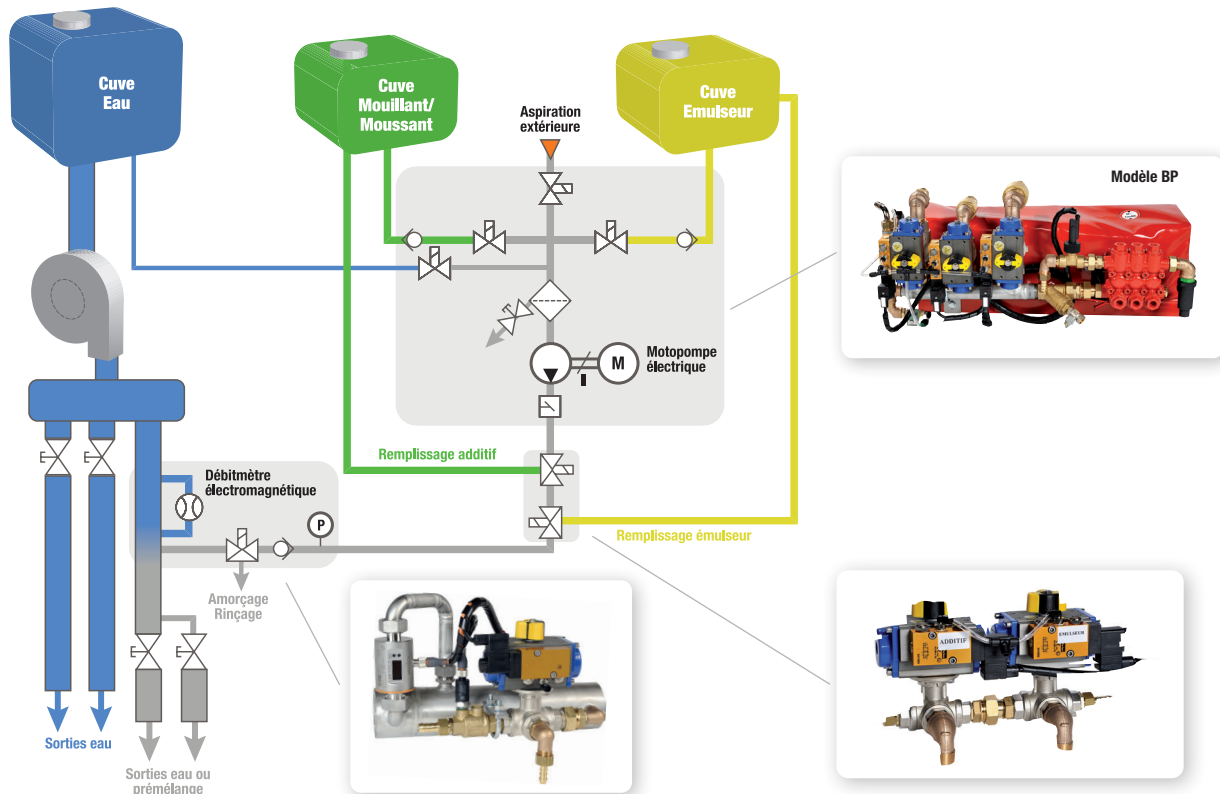 Cuve
Eau
Cuve
Mouillant/
Moussant
Cuve
Emulseur
Aspiration
extérieure
Modèle BP
Motopompe
électrique
M
Remplissage additif
Débitmètre
électromagnétique
P
Remplissage émulseur
Amorçage
Rinçage
ADDITIF
EMULSEUR
Sorties eau
Sorties eau ou
prémélange